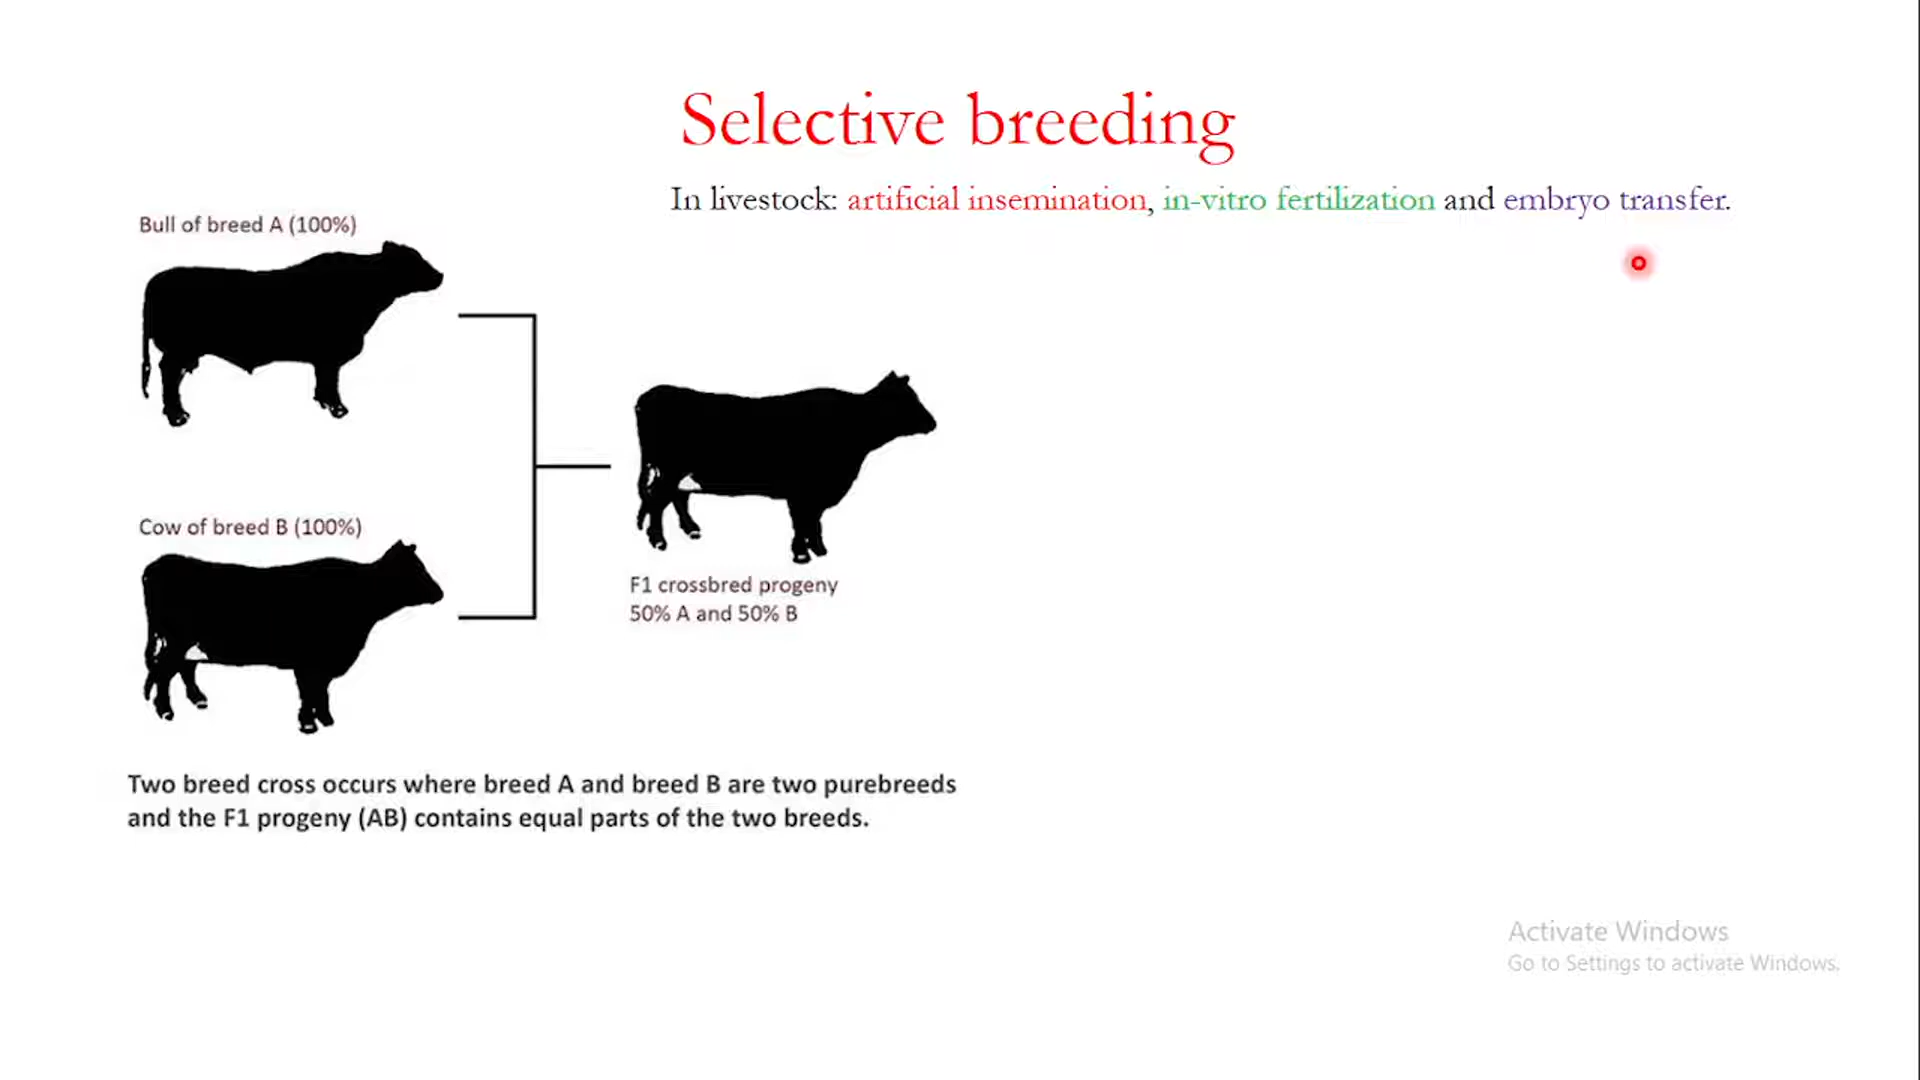 Selective breeding
In livestock: artificial insemination, in-vitro fertilization and embryo transfer.
Bull of breed A (100%)
Cow of breed B (100%)
F1 crossbred progeny
50% A and 50% B
Two breed cross occurs where breed A and breed B are two purebreeds
and the F1 progeny (AB) contains equal parts of the two breeds.
Activate Windows
Go to Settings to activate Windows.